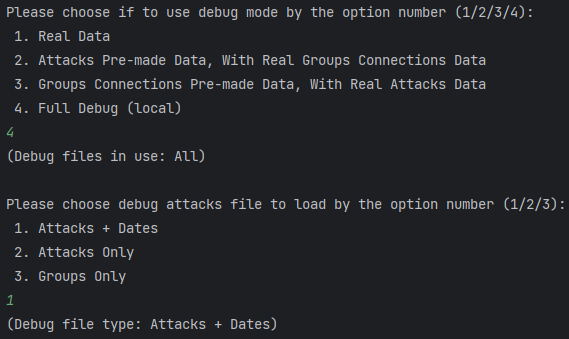 Please choose if to use debug mode by the option number (1/2/3/4):
1. Real Data
2. Attacks Pre-made Data, With Real Groups Connections Data
3. Groups Connections Pre-made Data, With Real Attacks Data
4. Full Debug (local)
4
(Debug files in use: All)
Please choose debug attacks file to load by the option number (1/2/3):
1. Attacks + Dates
2. Attacks Only
3. Groups Only
1
(Debug file type: Attacks + Dates)